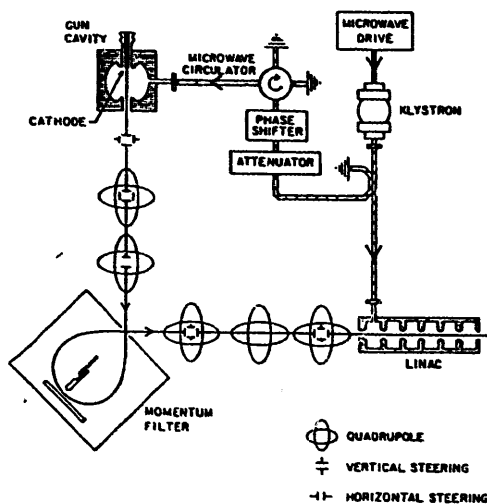 GUN
CAVITY
MICROWAVE
CIRCULATOR
MICROWAVE
DRIVE
KLYSTRON
CATHODE
PHASE
SHIFTER
ATTENUATOR
LINAC
MOMENTUM
FILTER
QUADRUPOLE
VERTICAL STEERING
HORIZONTAL STEERING